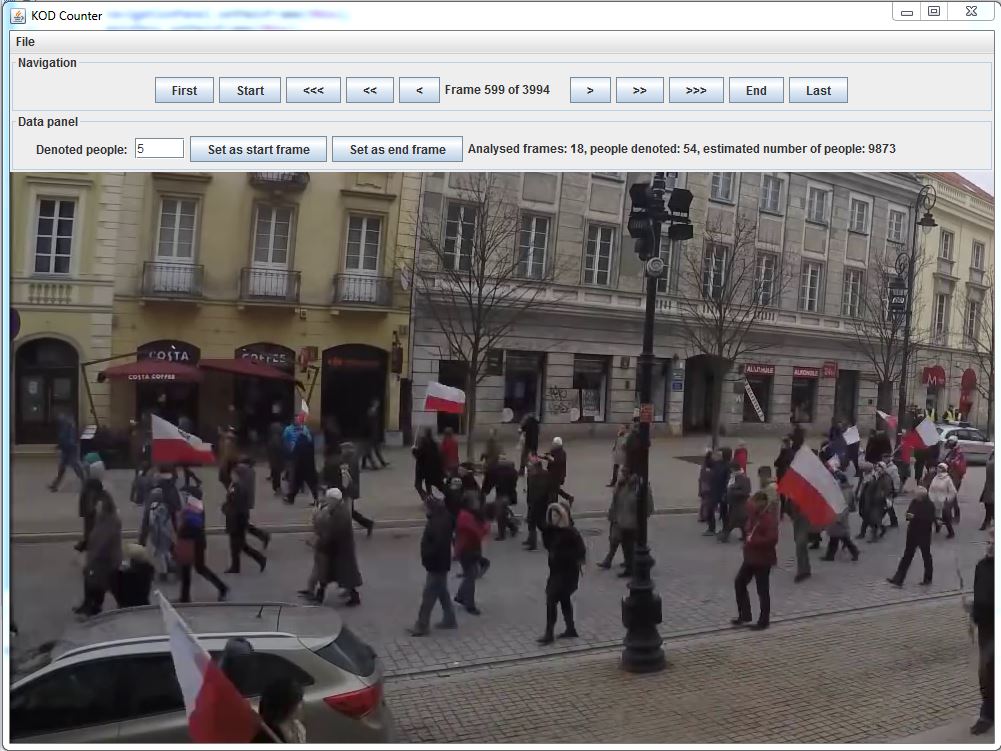 KOD Counter
File
Navigation
First Start <<< << < Frame 599 of 3994 > >> >>> End Last
Data panel
Denoted people: 5 Set as start frame Set as end frame Analysed frames: 18, people denoted: 54, estimated number of people: 9873
COSTA COFFEE
COSTA COFFEE
ALKOHOLE ALKOHOLE
M